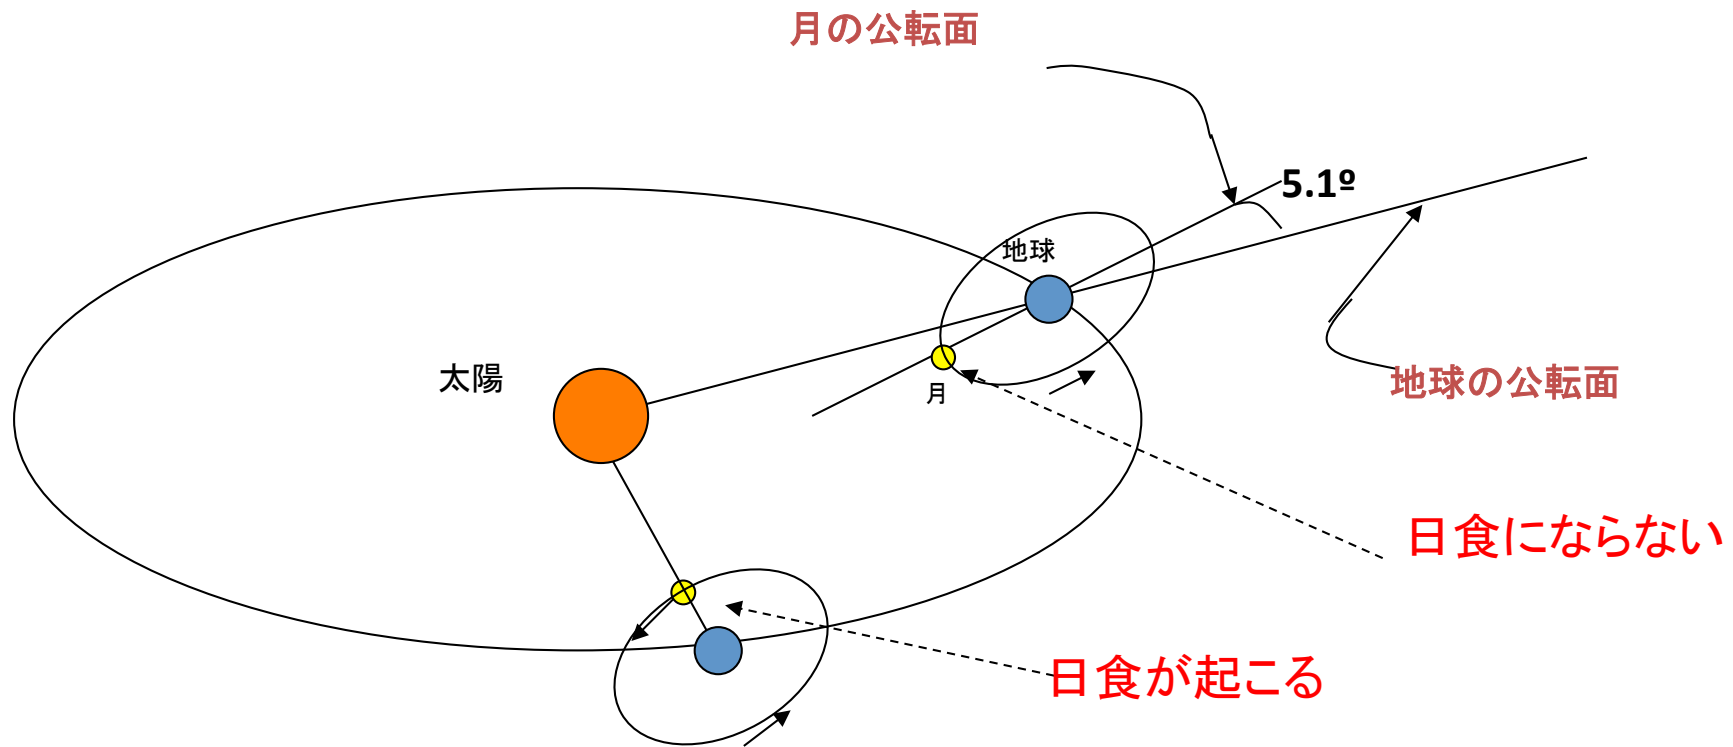 月の公転面
5.1º
地球
太陽
月
地球の公転面
日食にならない
日食が起こる